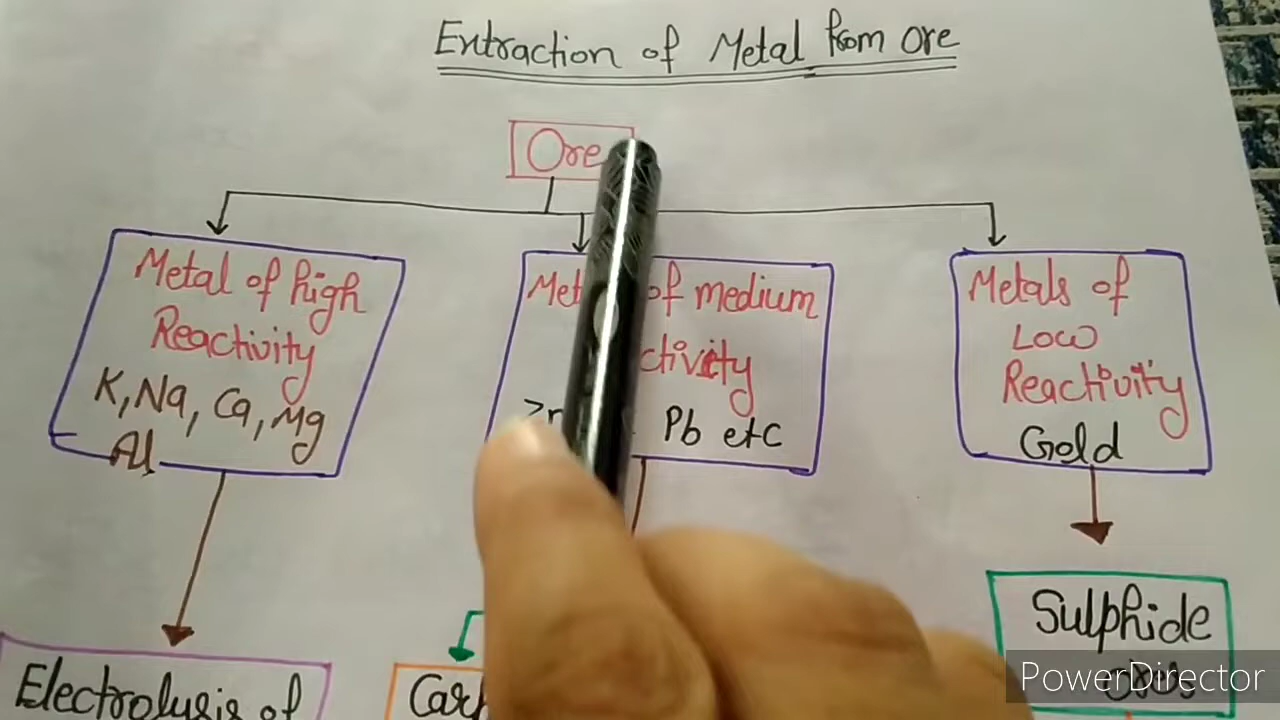 Extraction of Metal from Ore
Ore
Metal of high
Reactivity
K, Na, Ca, Mg
Al
of medium
Pb etc
Metals of
Low
Reactivity
Gold
Sulphide
Electrolysis of
PowerDirector